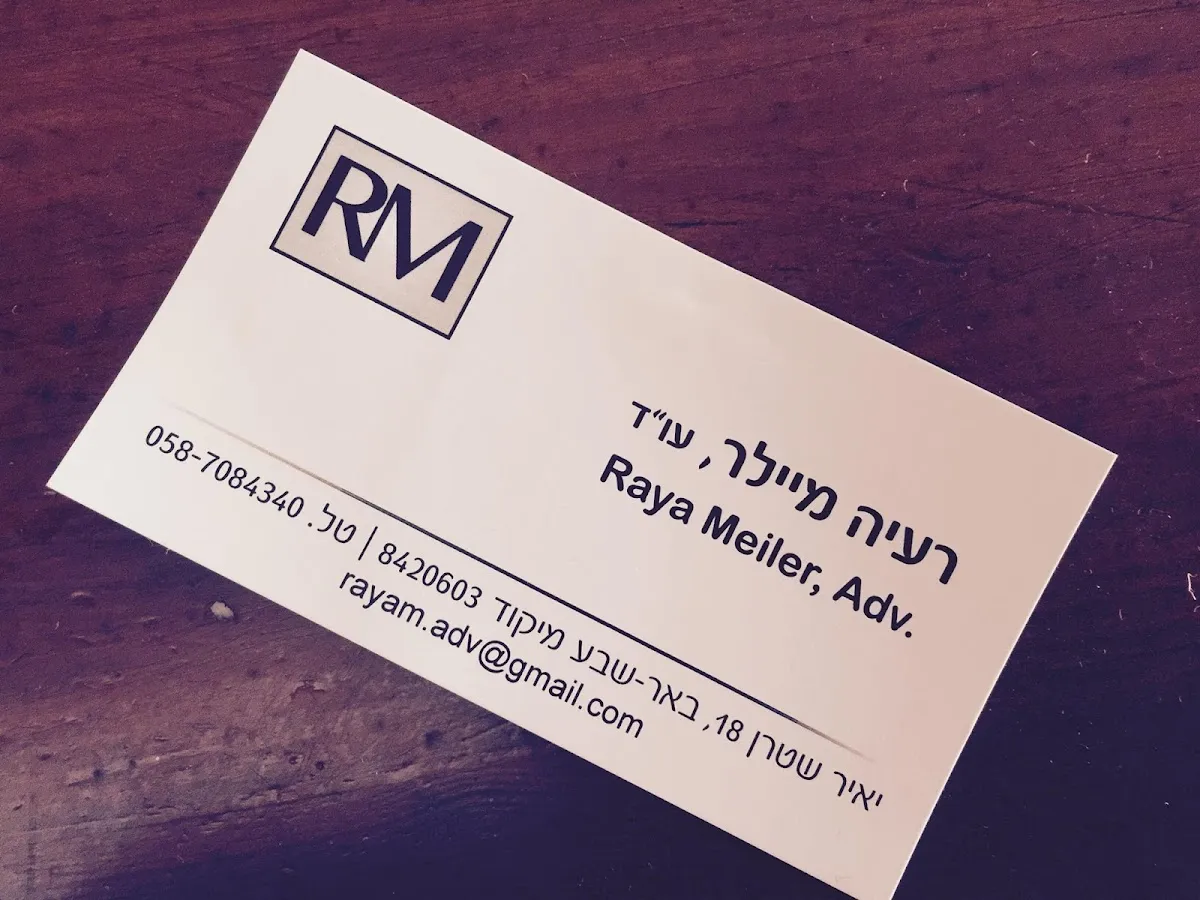 RM
רעיה מיילר, עו"ד
Raya Meiler, Adv.
יאיר שטרן 18, באר-שבע מיקוד 8420603 | טל. 058-7084340
rayam.adv@gmail.com